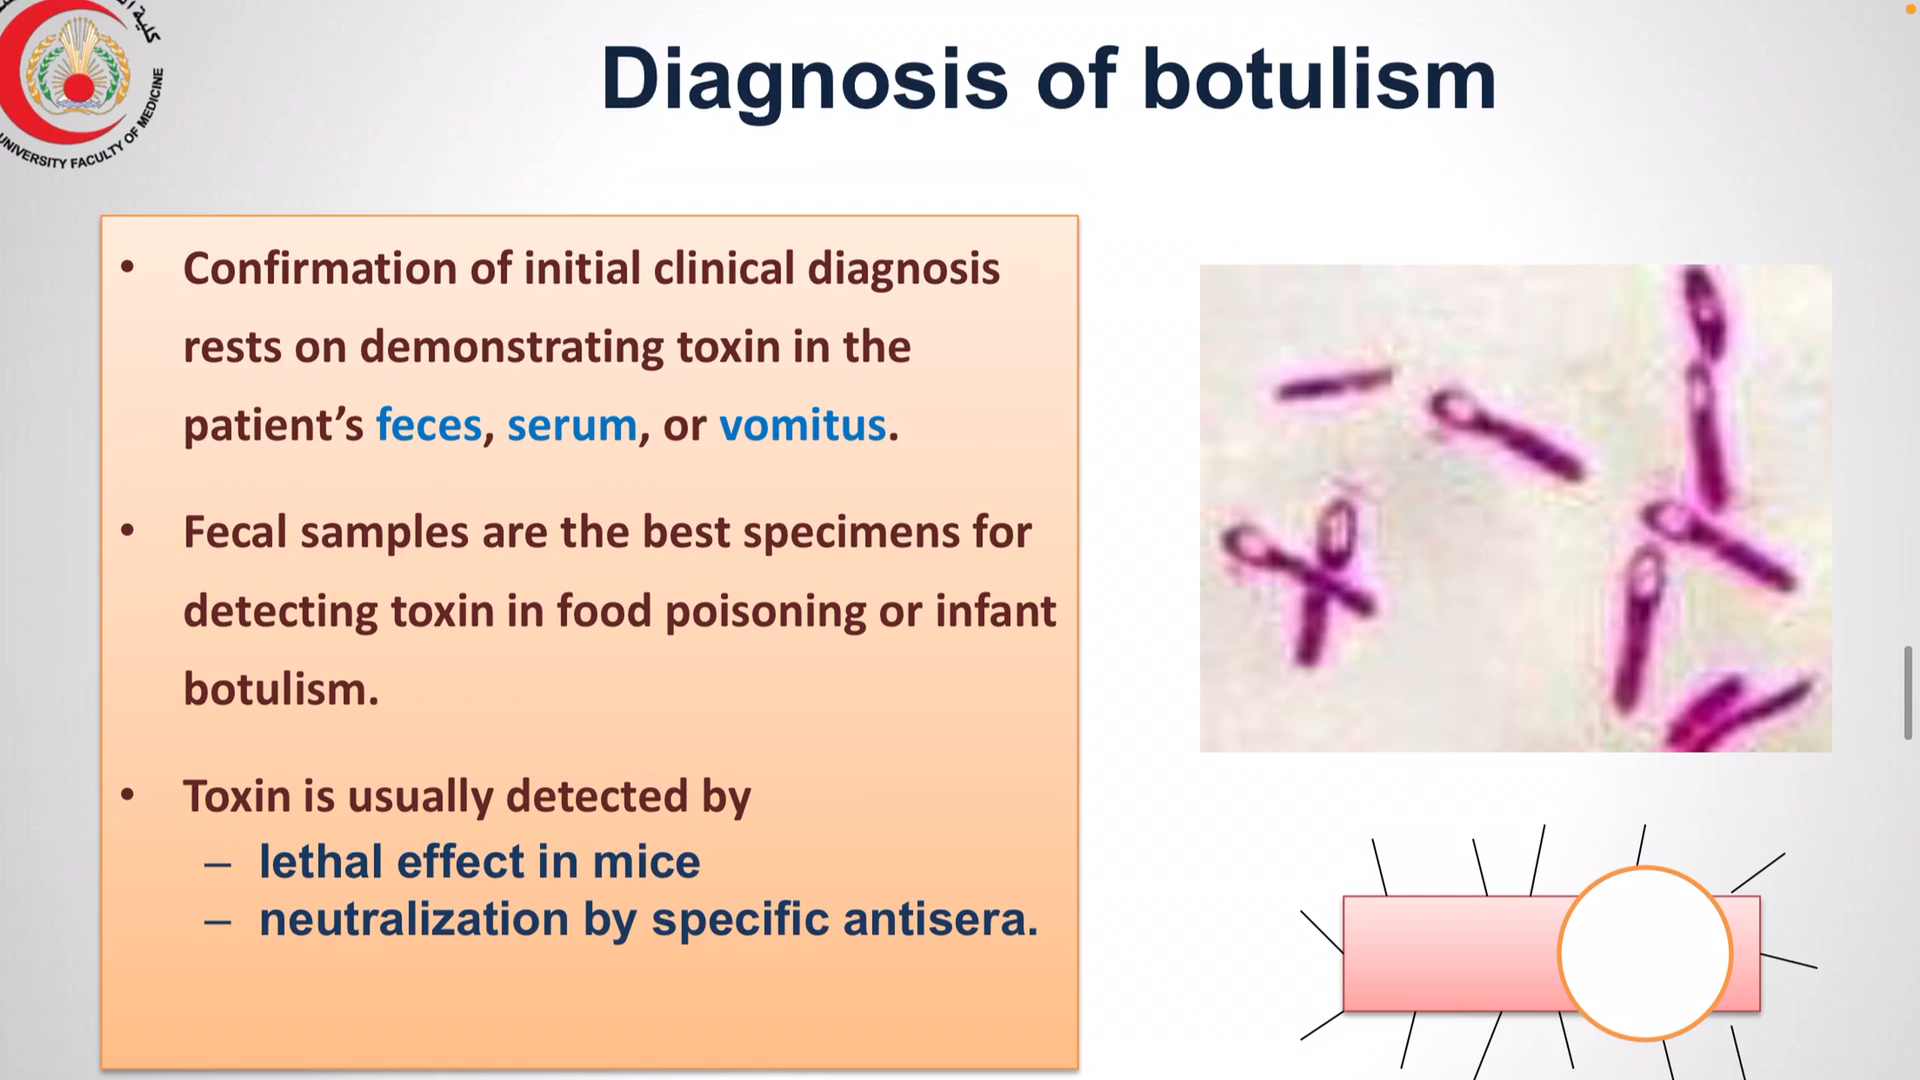 Diagnosis of botulism
UNIVERSITY FACULTY OF MEDICINE
• Confirmation of initial clinical diagnosis
rests on demonstrating toxin in the
patient’s feces, serum, or vomitus.
• Fecal samples are the best specimens for
detecting toxin in food poisoning or infant
botulism.
• Toxin is usually detected by
– lethal effect in mice
– neutralization by specific antisera.